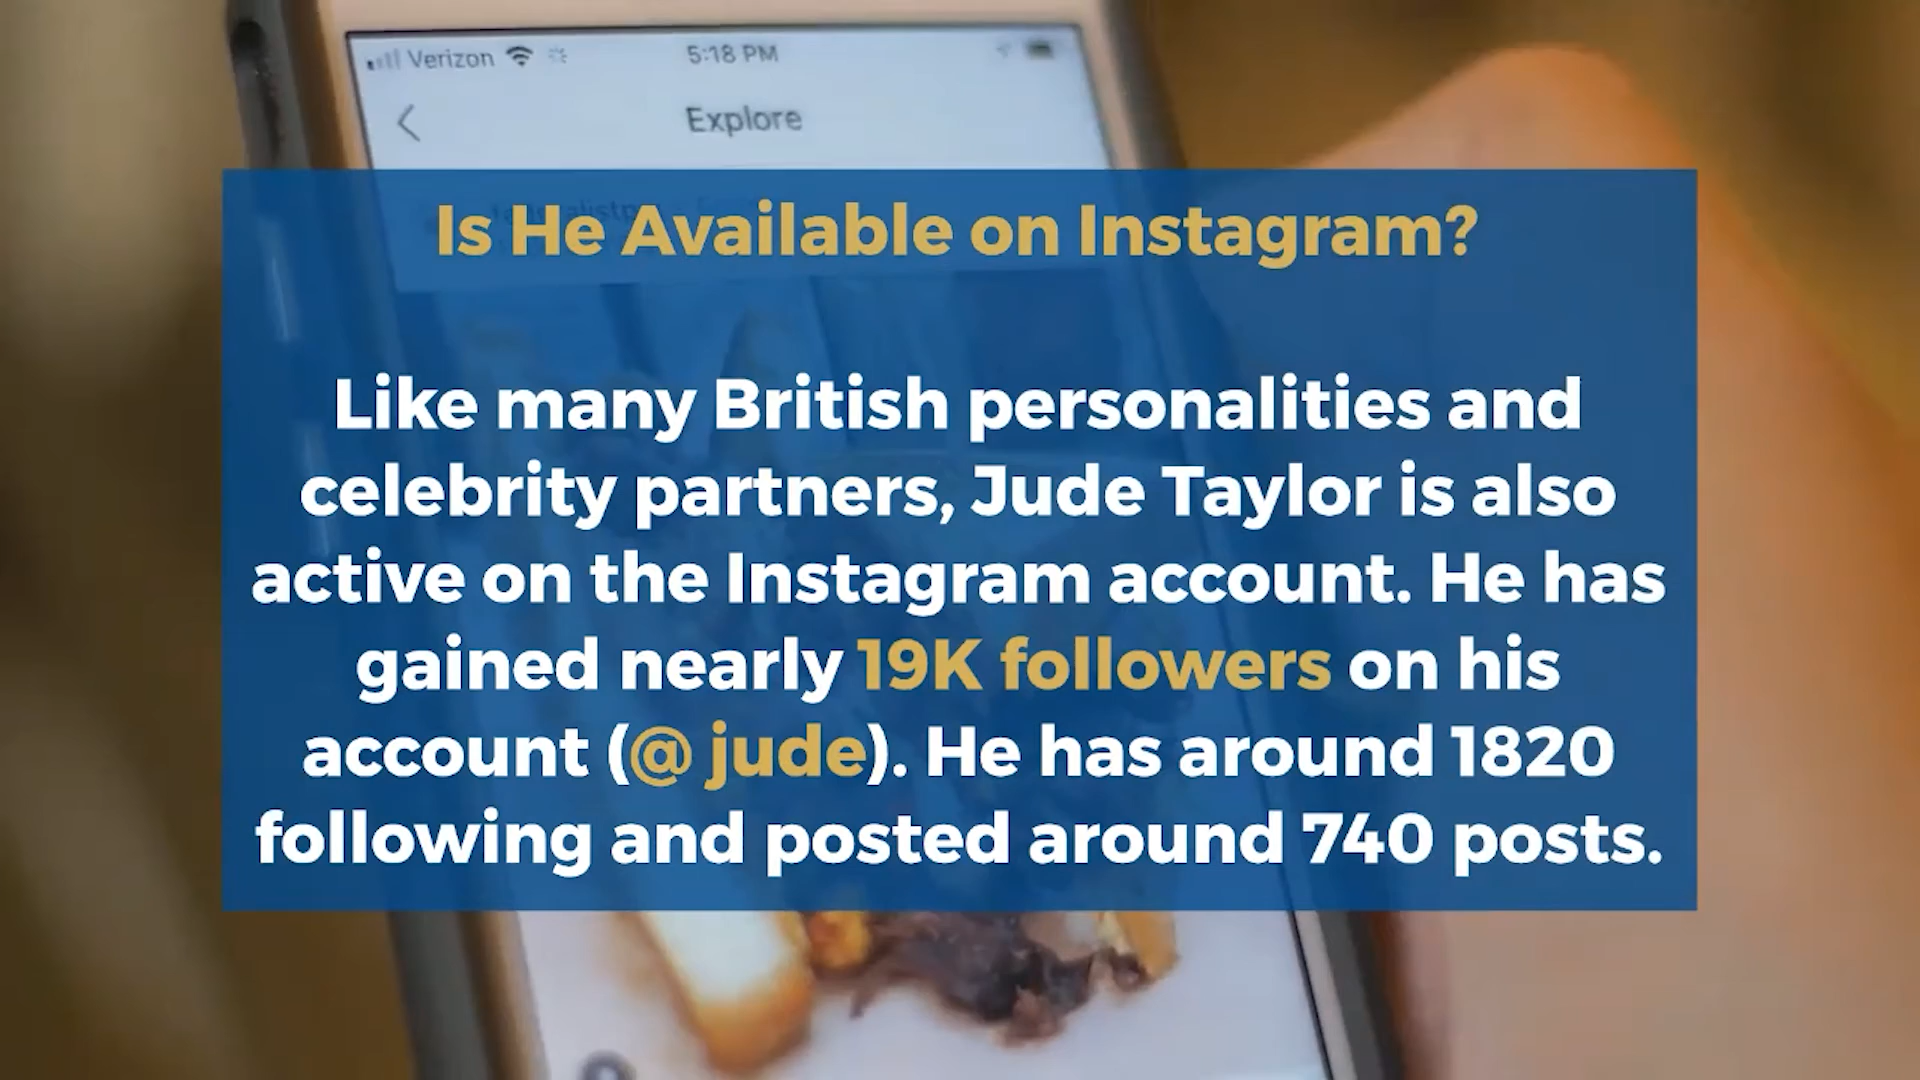 Verizon
5:18 PM
Explore
Is He Available on Instagram?
Like many British personalities and
celebrity partners, Jude Taylor is also
active on the Instagram account. He has
gained nearly 19K followers on his
account (@ jude). He has around 1820
following and posted around 740 posts.